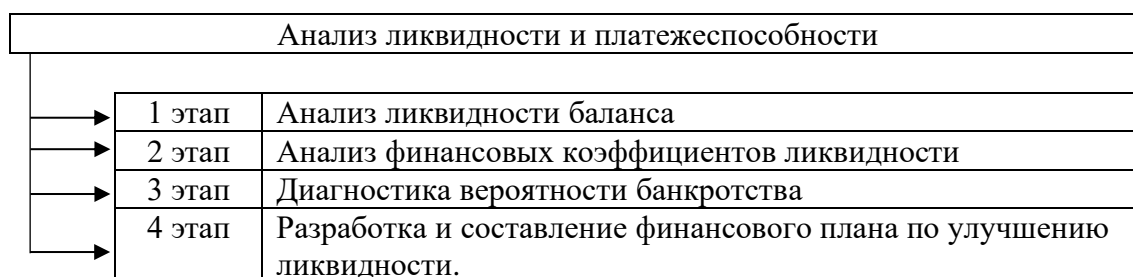 Анализ ликвидности и платежеспособности
1 этап Анализ ликвидности баланса
2 этап Анализ финансовых коэффициентов ликвидности
3 этап Диагностика вероятности банкротства
4 этап Разработка и составление финансового плана по улучшению
ликвидности.